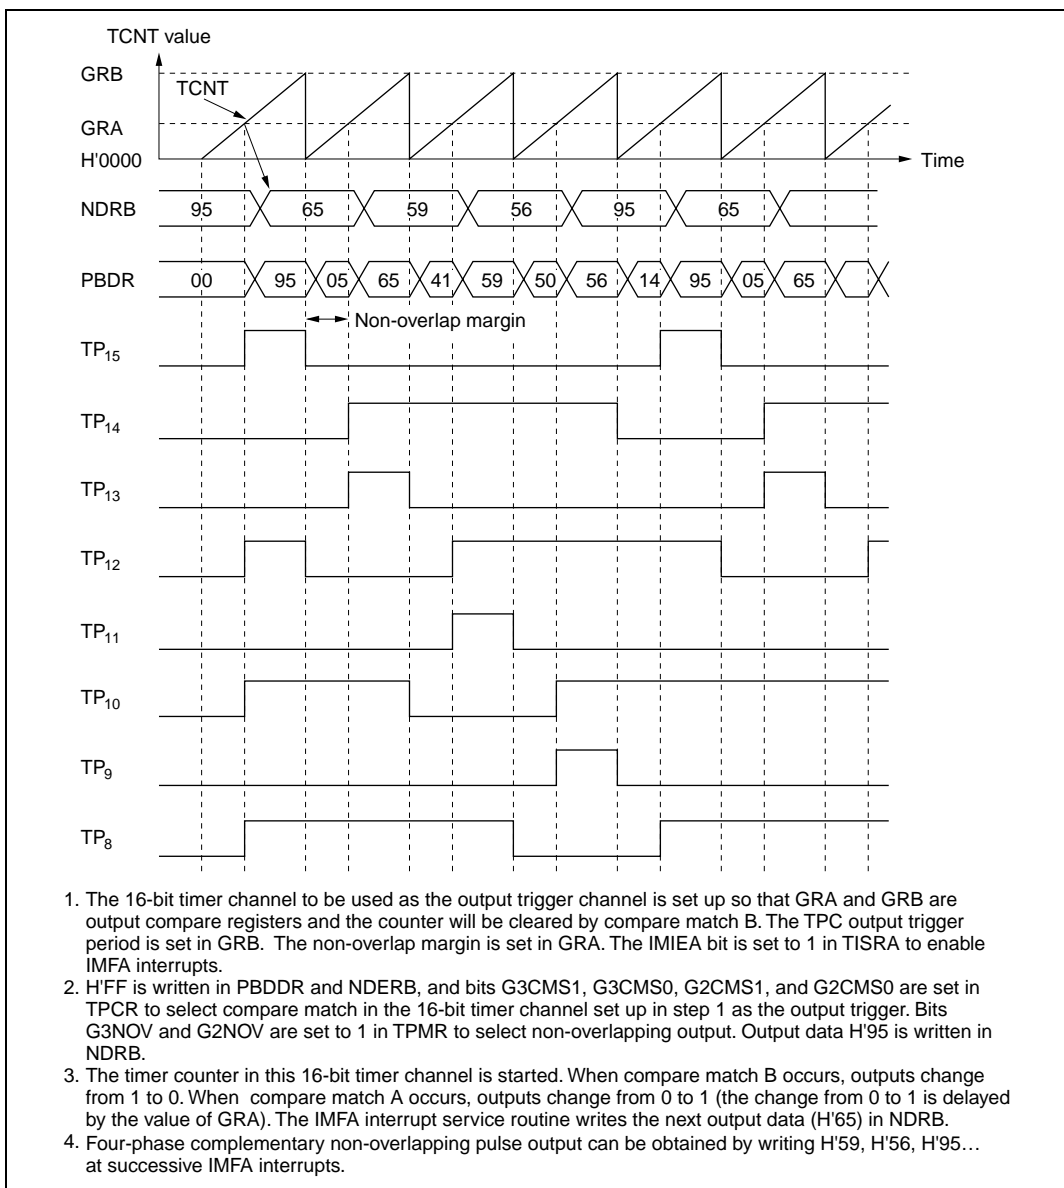 TCNT value
GRB
TCNT
GRA
H'0000
Time
NDRB 95 65 59 56 95 65
PBDR 00 95 05 65 41 59 50 56 14 95 05 65
Non-overlap margin
TP15
TP14
TP13
TP12
TP11
TP10
TP9
TP8
1. The 16-bit timer channel to be used as the output trigger channel is set up so that GRA and GRB are
output compare registers and the counter will be cleared by compare match B. The TPC output trigger
period is set in GRB. The non-overlap margin is set in GRA. The IMIEA bit is set to 1 in TISRA to enable
IMFA interrupts.
2. H'FF is written in PBDDR and NDERB, and bits G3CMS1, G3CMS0, G2CMS1, and G2CMS0 are set in
TPCR to select compare match in the 16-bit timer channel set up in step 1 as the output trigger. Bits
G3NOV and G2NOV are set to 1 in TPMR to select non-overlapping output. Output data H'95 is written in
NDRB.
3. The timer counter in this 16-bit timer channel is started. When compare match B occurs, outputs change
from 1 to 0. When compare match A occurs, outputs change from 0 to 1 (the change from 0 to 1 is delayed
by the value of GRA). The IMFA interrupt service routine writes the next output data (H'65) in NDRB.
4. Four-phase complementary non-overlapping pulse output can be obtained by writing H'59, H'56, H'95…
at successive IMFA interrupts.